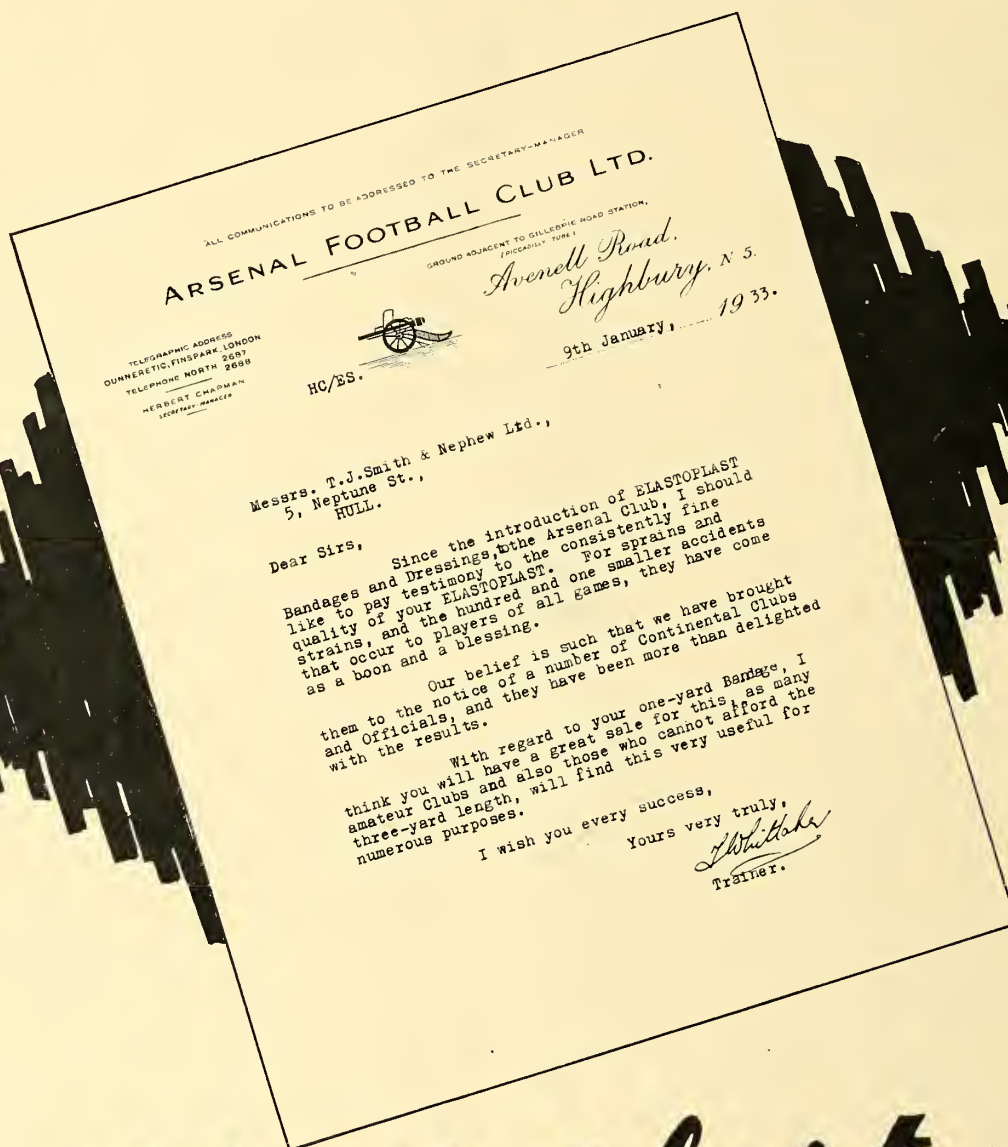 ALL COMMUNICATIONS TO BE ADDRESSED TO THE SECRETARY-MANAGER
ARSENAL FOOTBALL CLUB LTD.
GROUND ADJACENT TO GILLESPIE ROAD STATION,
(PICCADILLY TUBE)
Avenell Road,
Highbury, N 5.
TELEGRAPHIC ADDRESS
GUNNERETIC, FINSPARK, LONDON
TELEPHONE NORTH 2687
2688
HERBERT CHAPMAN
SECRETARY-MANAGER
HC/ES.
9th January, 1933.
Messrs. T.J.Smith & Nephew Ltd.,
5, Neptune St.,
HULL.
Dear Sirs,
Since the introduction of ELASTOPLAST
Bandages and Dressings, to the Arsenal Club, I should
like to pay testimony to the consistently fine
quality of your ELASTOPLAST. For sprains and
strains, and the hundred and one smaller accidents
that occur to players of all games, they have come
as a boon and a blessing.
Our belief is such that we have brought
them to the notice of a number of Continental Clubs
and Officials, and they have been more than delighted
with the results.
With regard to your one-yard Bandage, I
think you will have a great sale for this, as many
amateur Clubs and also those who cannot afford the
three-yard length, will find this very useful for
numerous purposes.
I wish you every success,
Yours very truly,
Whittaker
Trainer.